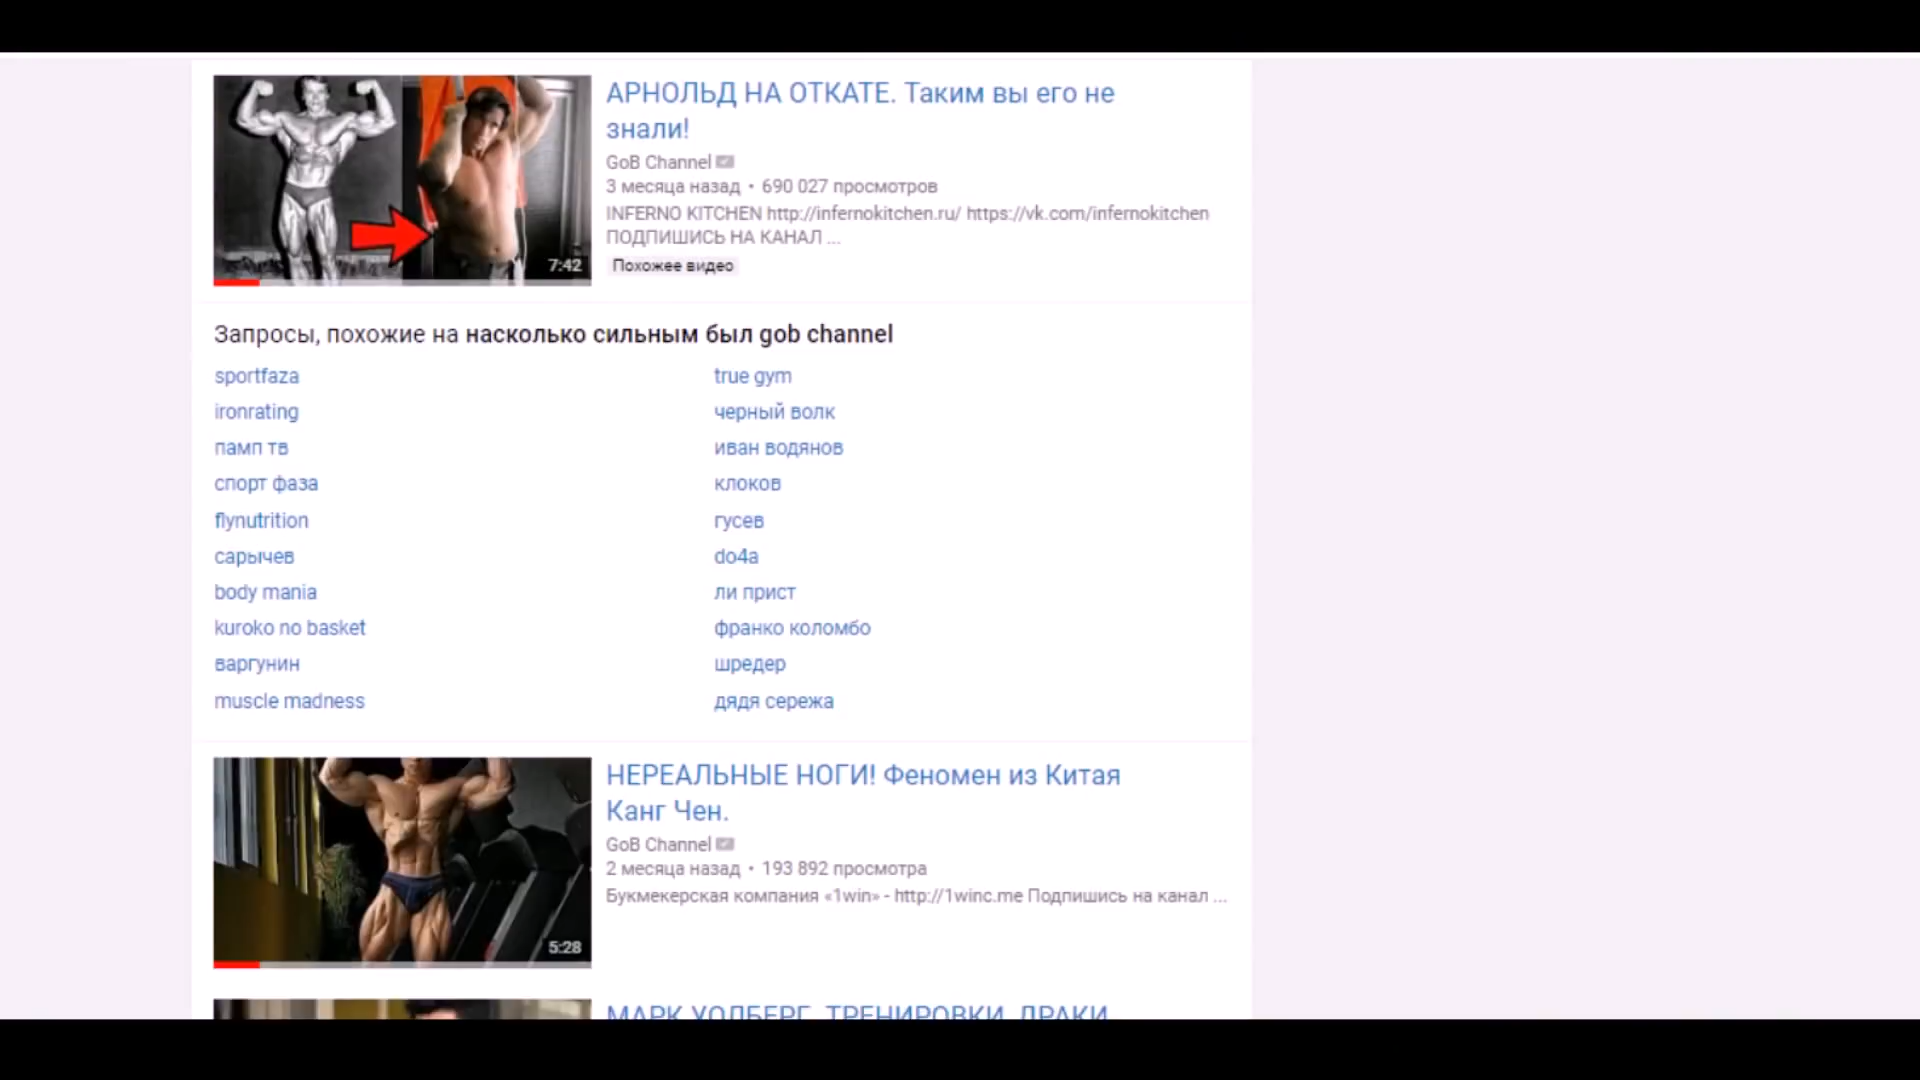 АРНОЛЬД НА ОТКАТЕ. Таким вы его не
знали!
GoB Channel
3 месяца назад • 690 027 просмотров
INFERNO KITCHEN http://infernokitchen.ru/ https://vk.com/infernokitchen
ПОДПИШИСЬ НА КАНАЛ ...
7:42
Похожее видео
Запросы, похожие на насколько сильным был gob channel
sportfaza
true gym
ironrating
черный волк
памп тв
иван водянов
спорт фаза
клоков
flynutrition
гусев
сарычев
do4a
body mania
ли прист
kuroko no basket
франко коломбо
варгунин
шредер
muscle madness
дядя сережа
НЕРЕАЛЬНЫЕ НОГИ! Феномен из Китая
Канг Чен.
GoB Channel
2 месяца назад • 193 892 просмотра
Букмекерская компания «1win» - http://1winc.me Подпишись на канал ...
5:28
МАРК УОЛБЕРГ. ТРЕНИРОВКИ, ДРАКИ